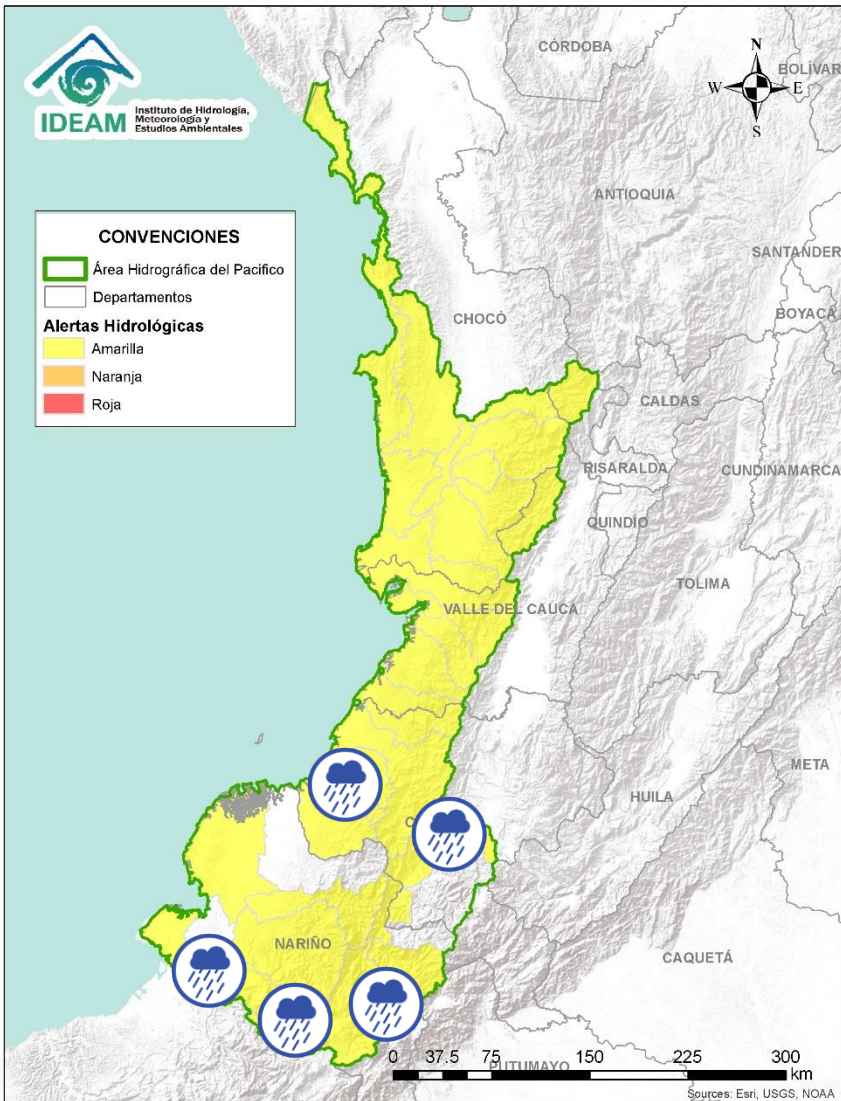 IDEAM
Instituto de Hidrología,
Meteorología y
Estudios Ambientales
CÓRDOBA
BOLÍVAR
N
W
E
S
ANTIOQUIA
SANTANDER
BOYACÁ
CONVENCIONES
Área Hidrográfica del Pacifico
Departamentos
Alertas Hidrológicas
Amarilla
Naranja
Roja
CHOCÓ
CALDAS
RISARALDA
CUNDINAMARCA
QUINDÍO
TOLIMA
VALLE DEL CAUCA
META
HUILA
C
NARIÑO
CAQUETÁ
PUTUMAYO
0 37.5 75 150 225 300
km
Sources: Esri, USGS, NOAA